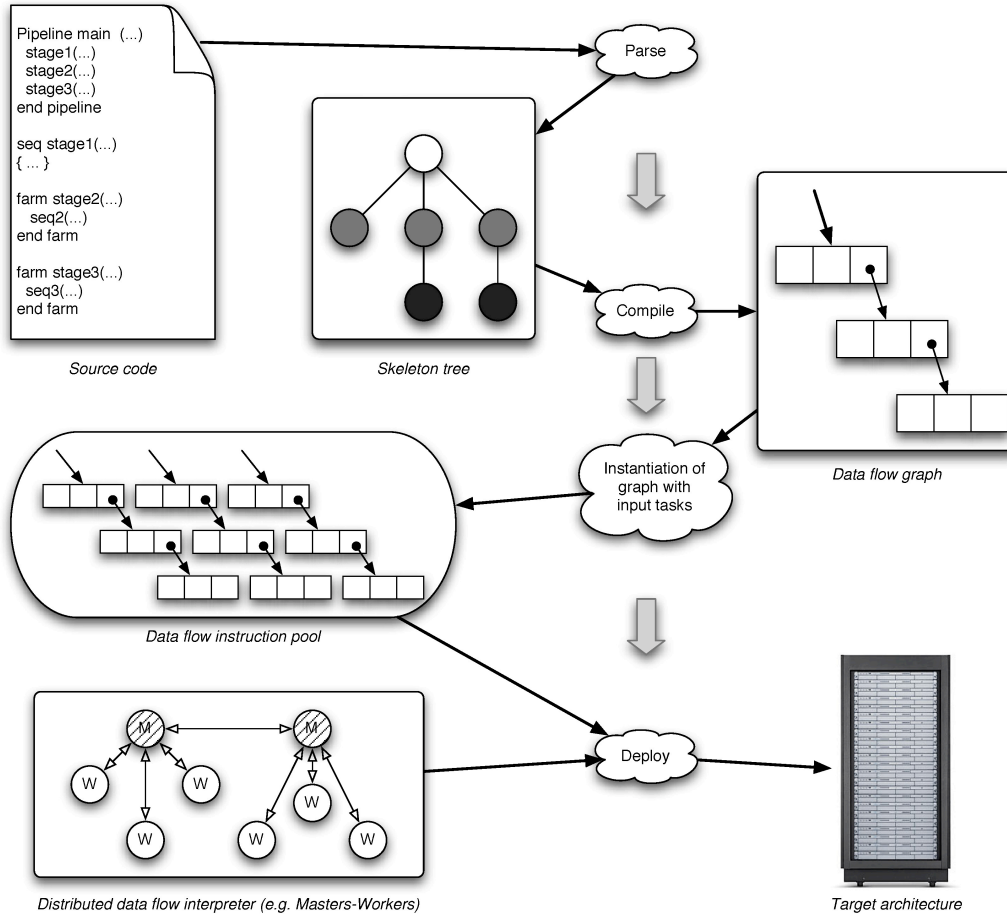 Pipeline main (...)
stage1(...)
stage2(...)
stage3(...)
end pipeline
seq stage1(...)
{ ... }
farm stage2(...)
seq2(...)
end farm
farm stage3(...)
seq3(...)
end farm
Source code
Parse
Skeleton tree
Compile
Data flow graph
Instantiation of
graph with
input tasks
Data flow instruction pool
M
M
W
W
W
W
W
W
Distributed data flow interpreter (e.g. Masters-Workers)
Deploy
Target architecture